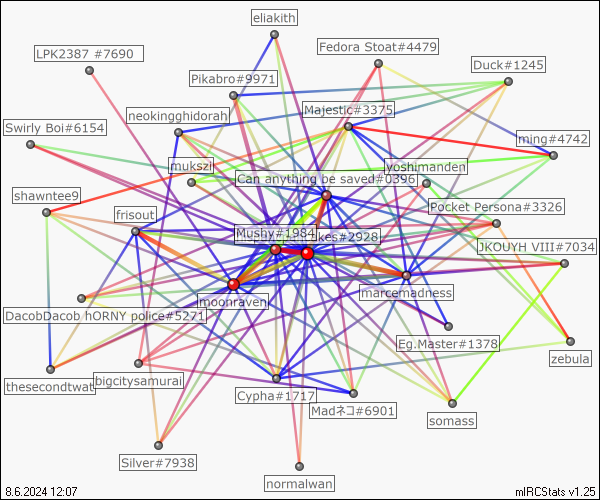 eliakith
Fedora Stoat#4479
LPK2387 #7690
Duck#1245
Pikabro#9971
Majestic#3375
neokingghidorah
Swirly Boi#6154
ming#4742
mukszi
yoshimanden
Can anything be saved#0396
shawntee9
Pocket Persona#3326
frisout
Mushy#1984
kes#2928
JKOUYH VIII#7034
marcemadness
moonraven
DacobDacob hORNY police#5271
Eg.Master#1378
zebula
thesecondtwat
bigcitysamurai
Cypha#1717
Madネコ#6901
somass
Silver#7938
normalwan
8.6.2024 12:07
mIRCStats v1.25